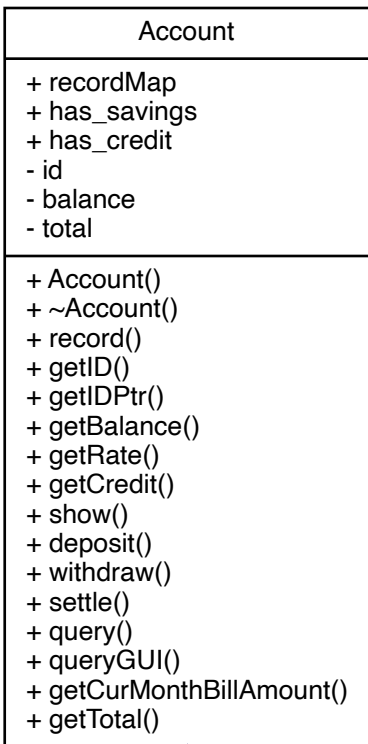 Account
+ recordMap
+ has_savings
+ has_credit
- id
- balance
- total
+ Account()
+ ~Account()
+ record()
+ getID()
+ getIDPtr()
+ getBalance()
+ getRate()
+ getCredit()
+ show()
+ deposit()
+ withdraw()
+ settle()
+ query()
+ queryGUI()
+ getCurMonthBillAmount()
+ getTotal()